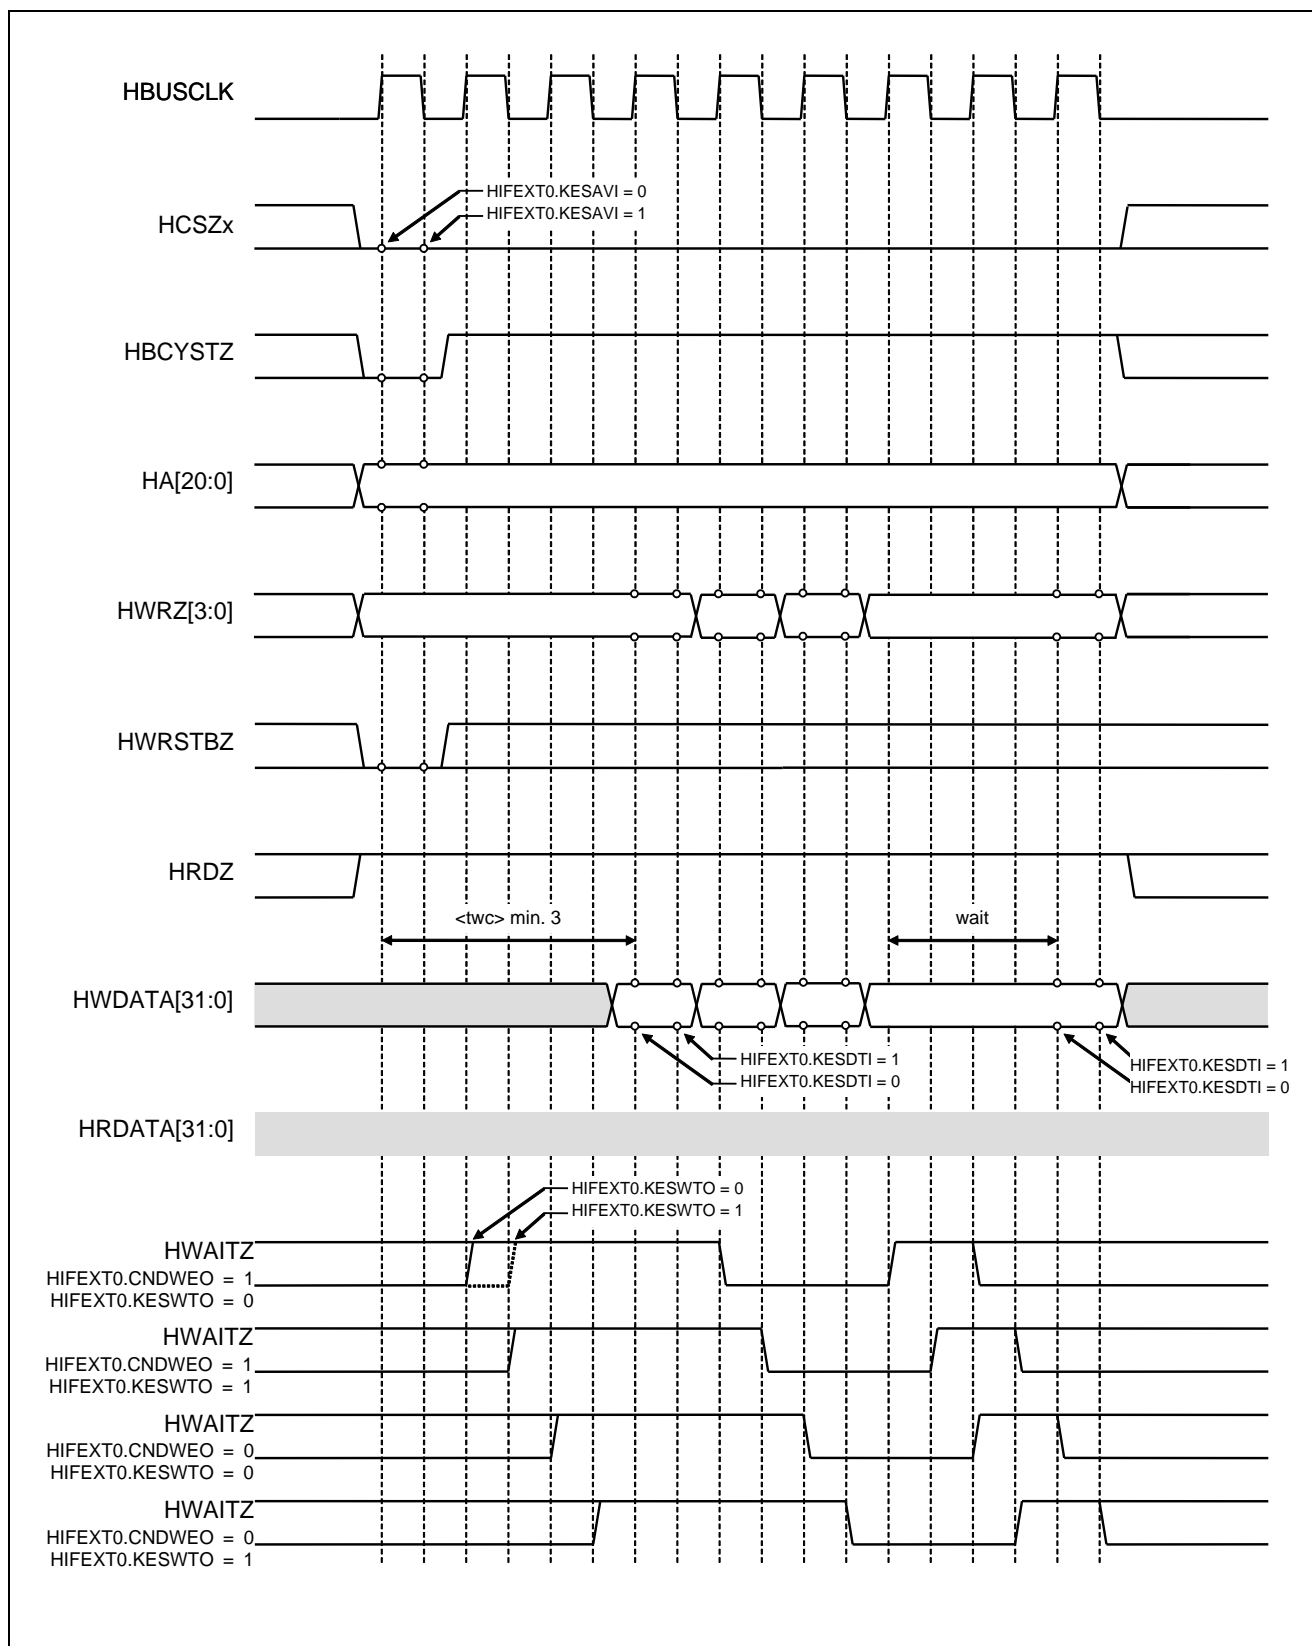 HBUSCLK
HIFEXT0.KESAVI = 0
HIFEXT0.KESAVI = 1
HCSZx
HBCYSTZ
HA[20:0]
HWRZ[3:0]
HWRSTBZ
HRDZ
<twc> min. 3
wait
HWDATA[31:0]
HIFEXT0.KESDTI = 1
HIFEXT0.KESDTI = 0
HIFEXT0.KESDTI = 1
HIFEXT0.KESDTI = 0
HRDATA[31:0]
HIFEXT0.KESWTO = 0
HIFEXT0.KESWTO = 1
HWAITZ
HIFEXT0.CNDWEO = 1
HIFEXT0.KESWTO = 0
HWAITZ
HIFEXT0.CNDWEO = 1
HIFEXT0.KESWTO = 1
HWAITZ
HIFEXT0.CNDWEO = 0
HIFEXT0.KESWTO = 0
HWAITZ
HIFEXT0.CNDWEO = 0
HIFEXT0.KESWTO = 1